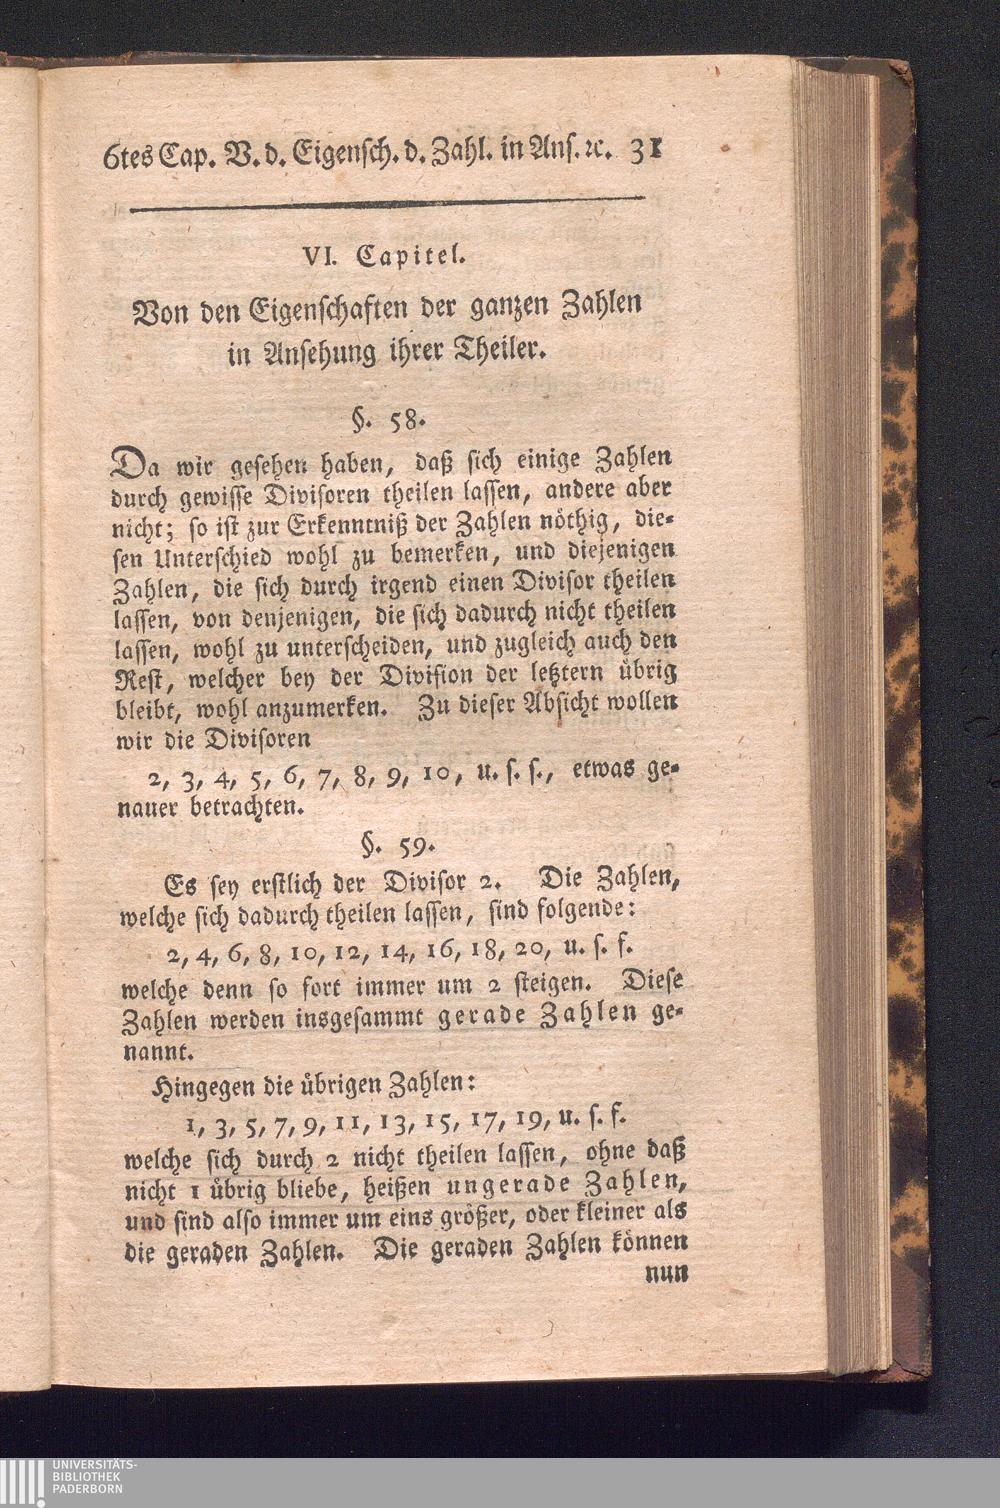 6tes Cap. V. d. Eigensch. d. Zahl. in Ans. ꝛc. 31
VI. Capitel.
Von den Eigenschaften der ganzen Zahlen
in Ansehung ihrer Theiler.
§. 58.
Da wir gesehen haben, daß sich einige Zahlen
durch gewisse Divisoren theilen lassen, andere aber
nicht; so ist zur Erkenntniß der Zahlen nöthig, die-
sen Unterschied wohl zu bemerken, und diejenigen
Zahlen, die sich durch irgend einen Divisor theilen
lassen, von denjenigen, die sich dadurch nicht theilen
lassen, wohl zu unterscheiden, und zugleich auch den
Rest, welcher bey der Division der letztern übrig
bleibt, wohl anzumerken. Zu dieser Absicht wollen
wir die Divisoren
2, 3, 4, 5, 6, 7, 8, 9, 10, u. s. f., etwas ge-
nauer betrachten.
§. 59.
Es sey erstlich der Divisor 2. Die Zahlen,
welche sich dadurch theilen lassen, sind folgende:
2, 4, 6, 8, 10, 12, 14, 16, 18, 20, u. s. f.
welche denn so fort immer um 2 steigen. Diese
Zahlen werden insgesammt gerade Zahlen ge-
nannt.
Hingegen die übrigen Zahlen:
1, 3, 5, 7, 9, 11, 13, 15, 17, 19, u. s. f.
welche sich durch 2 nicht theilen lassen, ohne daß
nicht 1 übrig bliebe, heißen ungerade Zahlen,
und sind also immer um eins größer, oder kleiner als
die geraden Zahlen. Die geraden Zahlen können
nun
UNIVERSITÄTS-
BIBLIOTHEK
PADERBORN